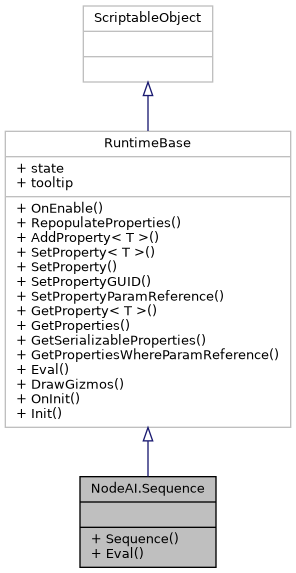 ScriptableObject
RuntimeBase
+ state
+ tooltip
+ OnEnable()
+ RepopulateProperties()
+ AddProperty< T >()
+ SetProperty< T >()
+ SetProperty()
+ SetPropertyGUID()
+ SetPropertyParamReference()
+ GetProperty< T >()
+ GetProperties()
+ GetSerializableProperties()
+ GetPropertiesWhereParamReference()
+ Eval()
+ DrawGizmos()
+ OnInit()
+ Init()
NodeAI.Sequence
+ Sequence()
+ Eval()